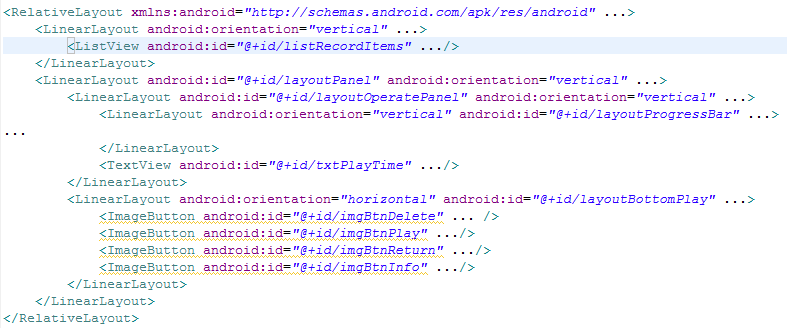 <RelativeLayout xmlns:android="http://schemas.android.com/apk/res/android" ...>
    <LinearLayout android:orientation="vertical" ...>
        <ListView android:id="@+id/listRecordItems" .../>
    </LinearLayout>
    <LinearLayout android:id="@+id/layoutPanel" android:orientation="vertical" ...>
        <LinearLayout android:id="@+id/layoutOperatePanel" android:orientation="vertical" ...>
            <LinearLayout android:orientation="vertical" android:id="@+id/layoutProgressBar" ...>
...
            </LinearLayout>
            <TextView android:id="@+id/txtPlayTime" .../>
        </LinearLayout>
        <LinearLayout android:orientation="horizontal" android:id="@+id/layoutBottomPlay" ...>
            <ImageButton android:id="@+id/imgBtnDelete" ... />
            <ImageButton android:id="@+id/imgBtnPlay" .../>
            <ImageButton android:id="@+id/imgBtnReturn" .../>
            <ImageButton android:id="@+id/imgBtnInfo" .../>
        </LinearLayout>
    </LinearLayout>
</RelativeLayout>